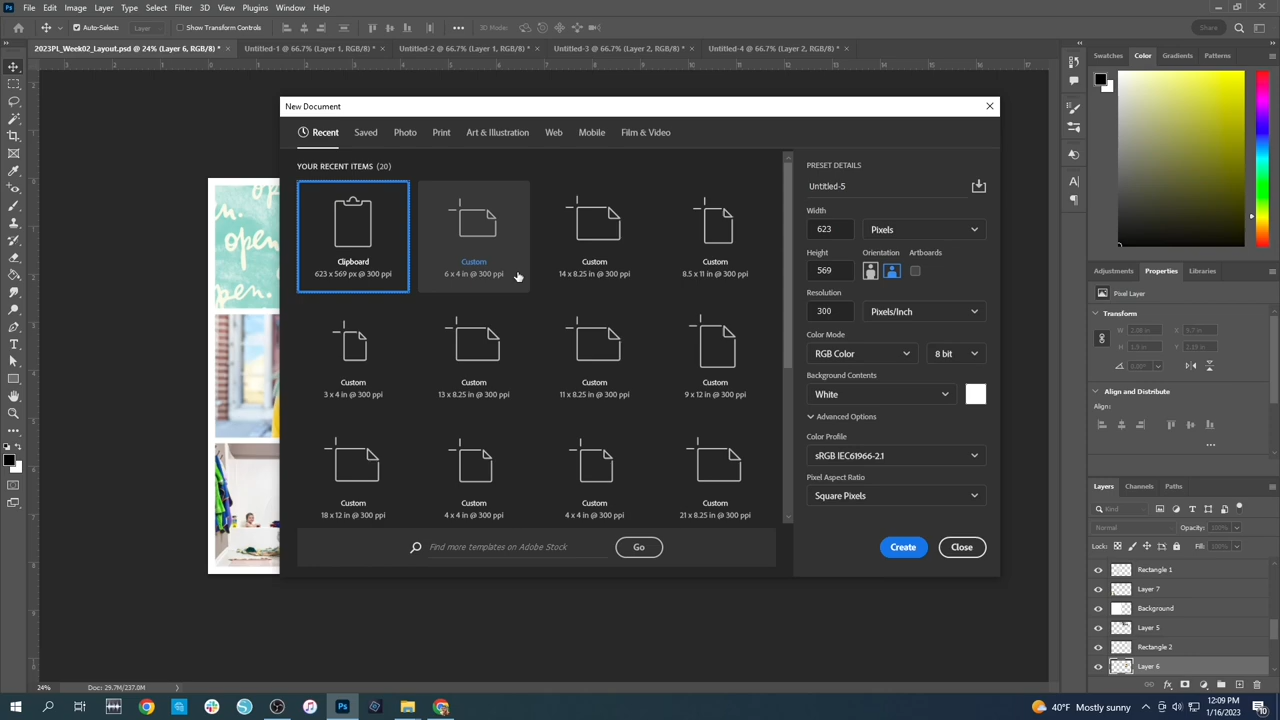 File Edit Image Layer Type Select Filter 3D View Plugins Window Help
Auto-Select: Layer Show Transform Controls 3D Mode: Share
2023PL_Week02_Layout.psd @ 24% (Layer 6, RGB/8) * Untitled-1 @ 66.7% (Layer 1, RGB/8) * Untitled-2 @ 66.7% (Layer 1, RGB/8) * Untitled-3 @ 66.7% (Layer 2, RGB/8) * Untitled-4 @ 66.7% (Layer 2, RGB/8) *
Swatches Color Gradients Patterns
New Document
Recent Saved Photo Print Art & Illustration Web Mobile Film & Video
YOUR RECENT ITEMS (20)
Clipboard
623 x 569 px @ 300 ppi
Custom
6 x 4 in @ 300 ppi
Custom
14 x 8.25 in @ 300 ppi
Custom
8.5 x 11 in @ 300 ppi
Custom
3 x 4 in @ 300 ppi
Custom
13 x 8.25 in @ 300 ppi
Custom
11 x 8.25 in @ 300 ppi
Custom
9 x 12 in @ 300 ppi
Custom
18 x 12 in @ 300 ppi
Custom
4 x 4 in @ 300 ppi
Custom
4 x 4 in @ 300 ppi
Custom
21 x 8.25 in @ 300 ppi
Find more templates on Adobe Stock Go
PRESET DETAILS
Untitled-5
Width
623 Pixels
Height Orientation Artboards
569
Resolution
300 Pixels/Inch
Color Mode
RGB Color 8 bit
Background Contents
White
Advanced Options
Color Profile
sRGB IEC61966-2.1
Pixel Aspect Ratio
Square Pixels
Create Close
open.
open.
open.
Adjustments Properties Libraries
Pixel Layer
Transform
Align and Distribute
Align:
Layers Channels Paths
Kind
Normal Opacity: 100%
Lock: Fill: 100%
Rectangle 1
Layer 7
Background
Layer 5
Rectangle 2
Layer 6
24% Doc: 29.7M/237.0M
40°F Mostly sunny
12:09 PM
1/16/2023